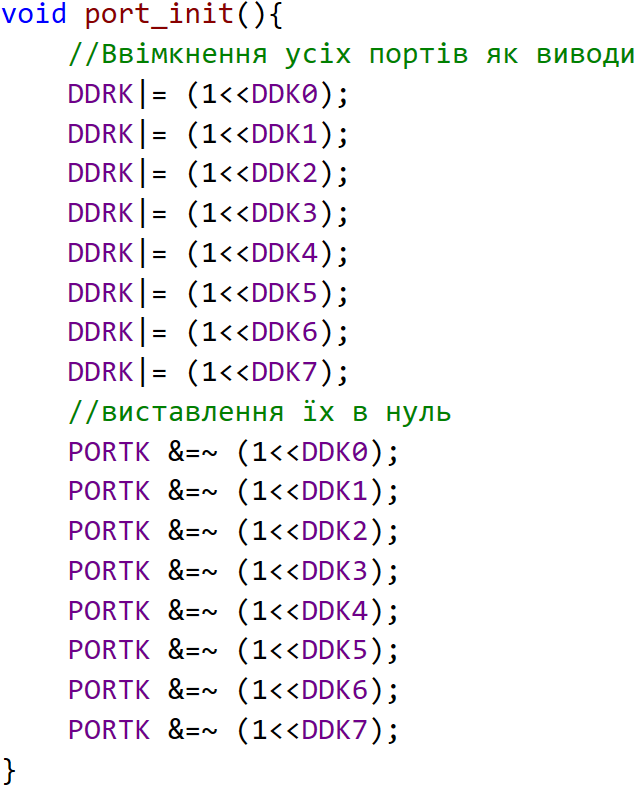 void port_init(){
//Ввімкнення усіх портів як виводи
DDRK|= (1<<DDK0);
DDRK|= (1<<DDK1);
DDRK|= (1<<DDK2);
DDRK|= (1<<DDK3);
DDRK|= (1<<DDK4);
DDRK|= (1<<DDK5);
DDRK|= (1<<DDK6);
DDRK|= (1<<DDK7);
//виставлення їх в нуль
PORTK &=~ (1<<DDK0);
PORTK &=~ (1<<DDK1);
PORTK &=~ (1<<DDK2);
PORTK &=~ (1<<DDK3);
PORTK &=~ (1<<DDK4);
PORTK &=~ (1<<DDK5);
PORTK &=~ (1<<DDK6);
PORTK &=~ (1<<DDK7);
}